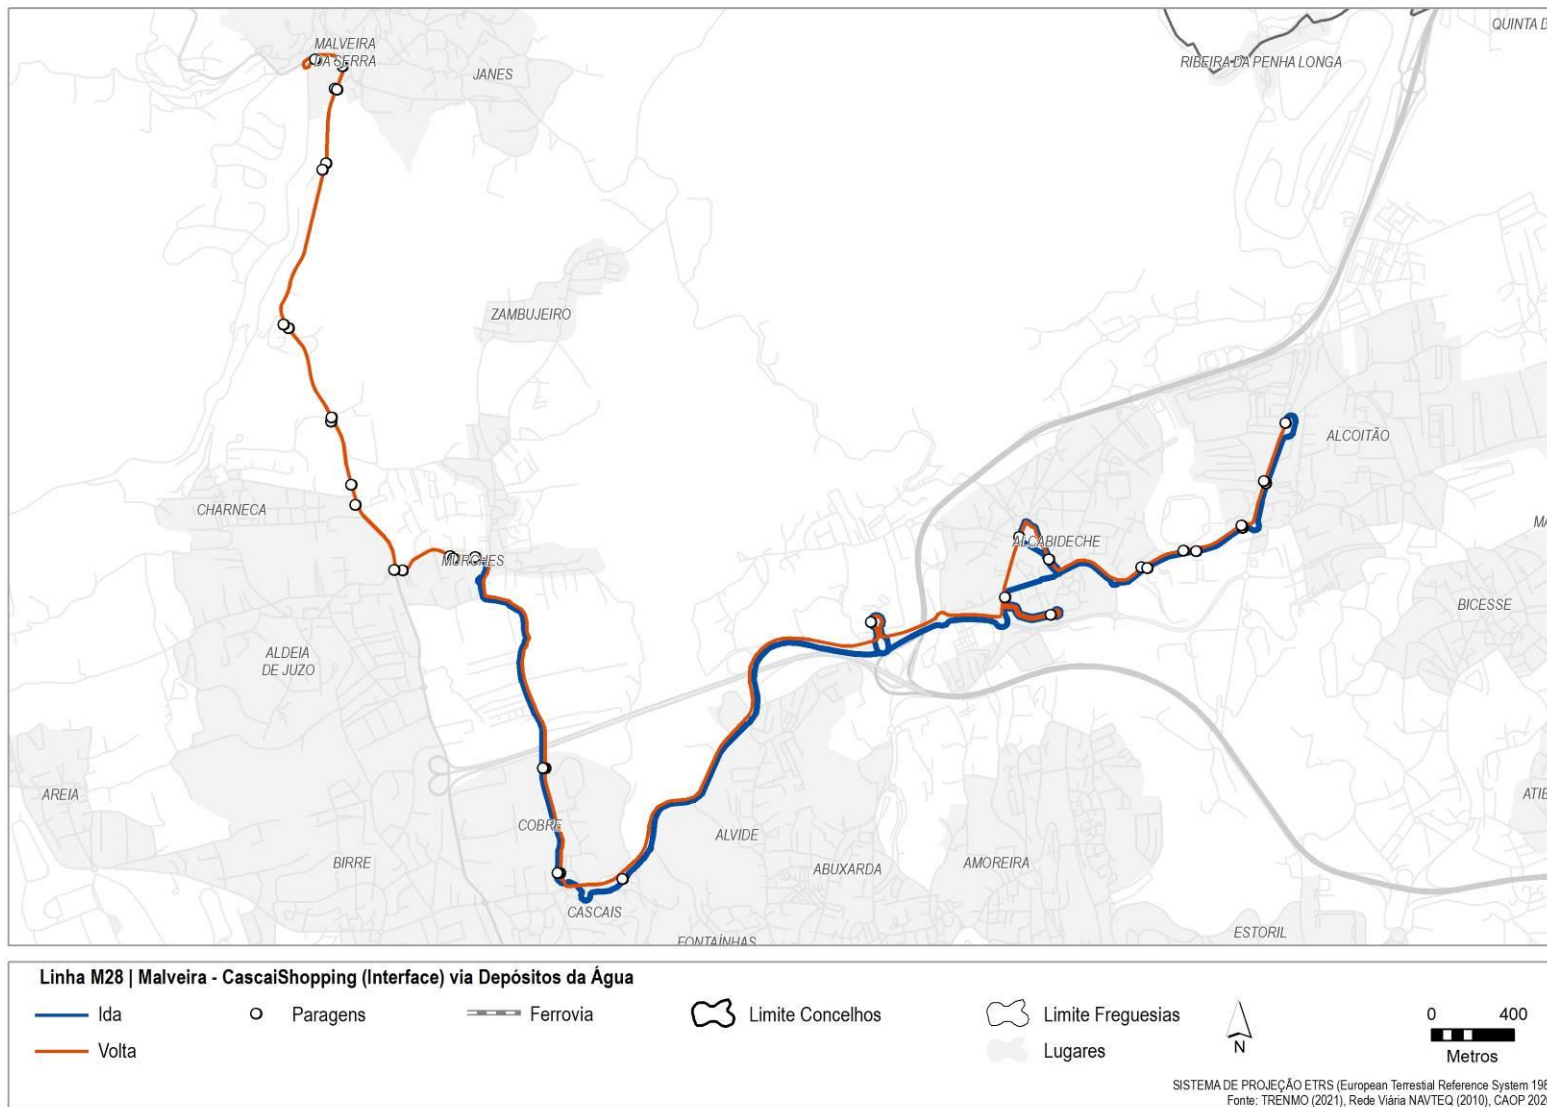 MALVEIRA
DA SERRA
JANES
RIBEIRA DA PENHA LONGA
QUINTA D
ZAMBUJEIRO
ALCOITÃO
CHARNECA
MURCHES
ALCABIDECHE
BICESSE
ALDEIA
DE JUZO
AREIA
COBRE
ALVIDE
BIRRE
ABUXARDA
AMOREIRA
CASCAIS
ESTORIL
FONTAÍNHAS
Linha M28 | Malveira - CascaiShopping (Interface) via Depósitos da Água
Ida
Paragens
Ferrovia
Limite Concelhos
Limite Freguesias
Volta
Lugares
N
0 400
Metros
SISTEMA DE PROJEÇÃO ETRS (European Terrestial Reference System 198
Fonte: TRENMO (2021), Rede Viária NAVTEQ (2010), CAOP 202